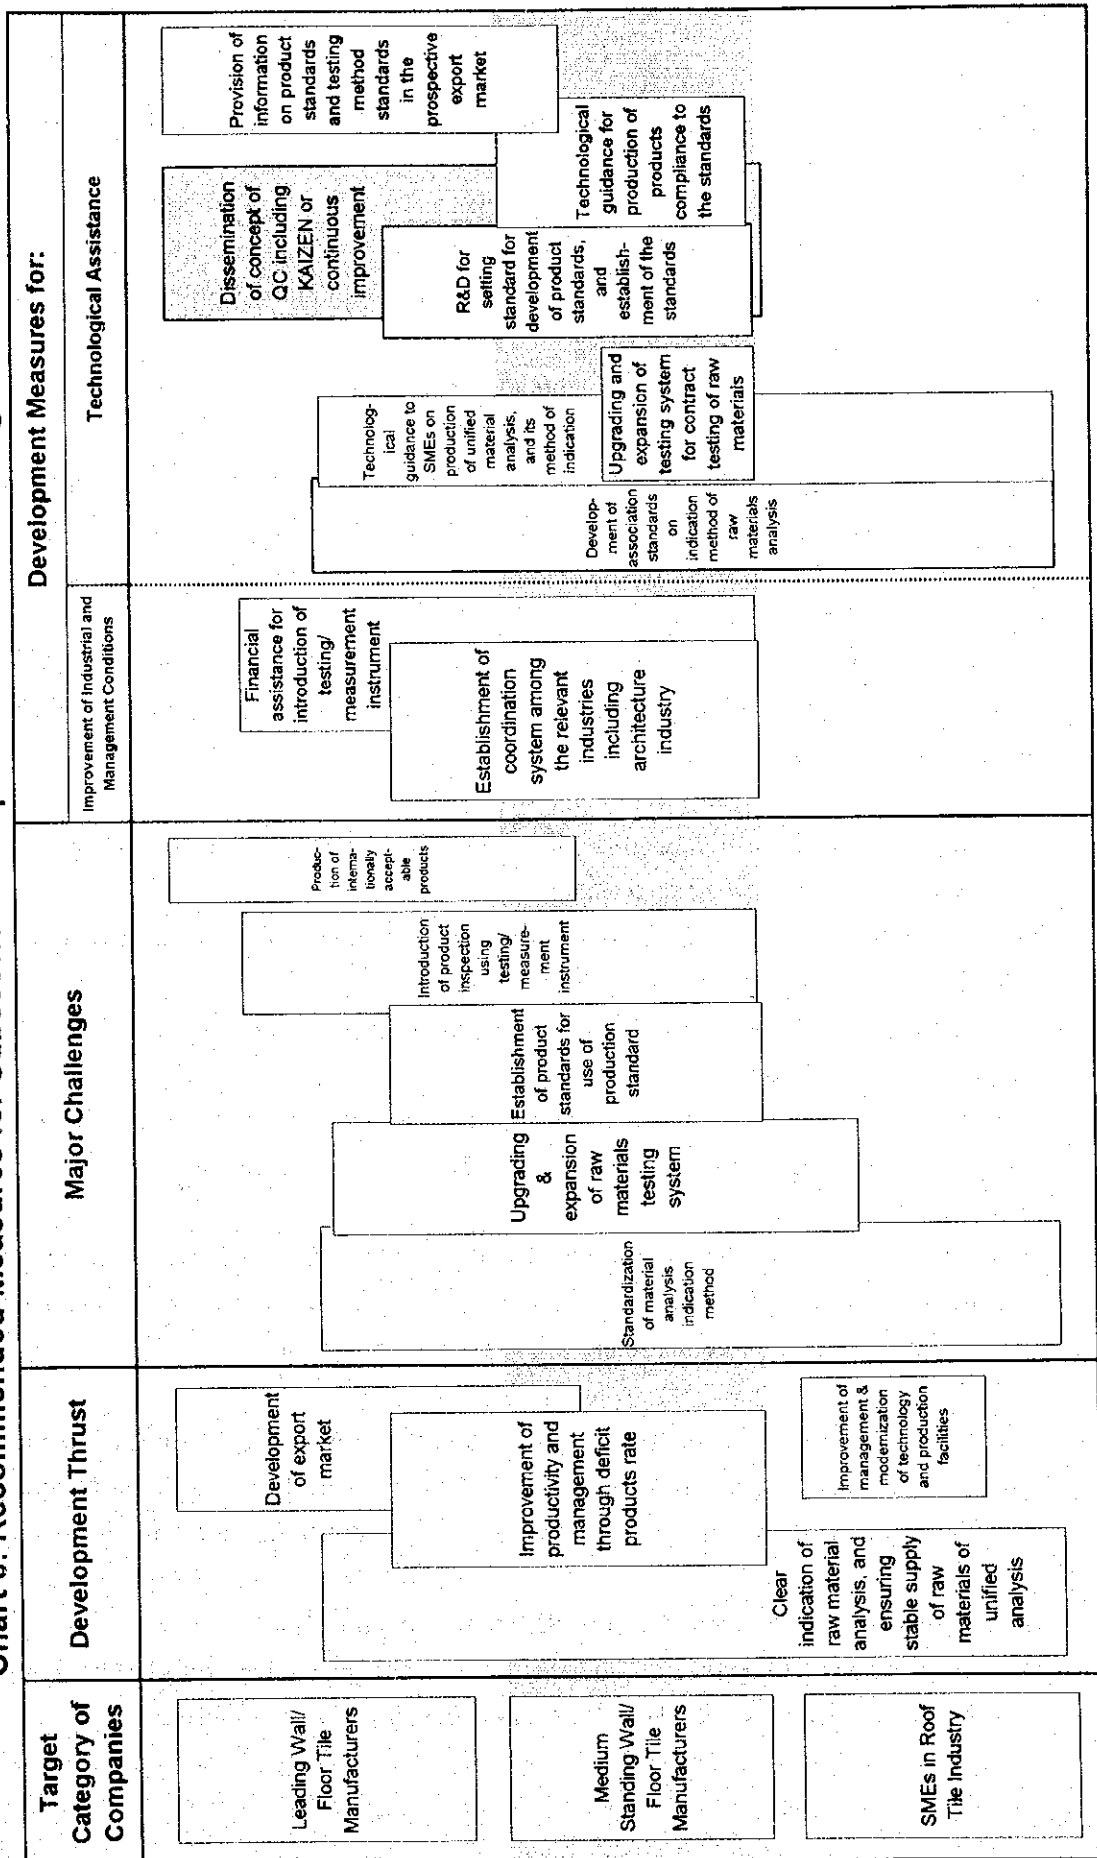 Chart 3: Recommended Measures for
Target
Category of
Companies
Development Thrust
Major Challenges
Development Measures for:
Improvement of Industrial and
Management Conditions
Technological Assistance
Leading Wall/
Floor Tile
Manufacturers
Medium
Standing Wall/
Floor Tile
Manufacturers
SMEs in Roof
Tile Industry
Development
of export
market
Improvement of
productivity and
management
through deficit
products rate
Clear
indication of
raw material
analysis, and
ensuring
stable supply
of raw
materials of
unified
analysis
Improvement of
management &
modernization
of technology
and production
facilities
Standardization
of material
analysis
indication
method
Upgrading
&
expansion
of raw
materials
testing
system
Establishment
of product
standards for
use of
production
standard
Introduction
of product
inspection
using
testing/
measure-
ment
instrument
Produc-
tion of
interna-
tionally
accept-
able
products
Financial
assistance for
introduction of
testing/
measurement
instrument
Establishment of
coordination
system among
the relevant
industries
including
architecture
industry
Develop-
ment of
association
standards
on
indication
method of
raw
materials
analysis
Technolog-
ical
guidance to
SMEs on
production
of unified
material
analysis,
and its
method of
indication
Upgrading and
expansion of
testing system
for contract
testing of raw
materials
R&D for
setting
standard for
development
of product
standards,
and
establish-
ment of the
standards
Dissemination
of concept of
QC including
KAIZEN or
continuous
improvement
Technological
guidance for
production of
products
compliance to
the standards
Provision of
information
on product
standards
and testing
method
standards
in the
prospective
export
market